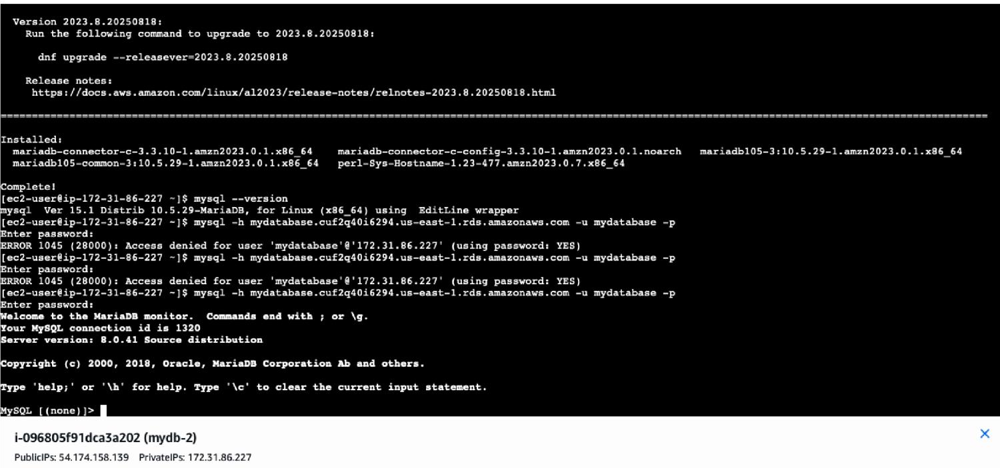 Version 2023.8.20250818:
Run the following command to upgrade to 2023.8.20250818:
dnf upgrade --releasever=2023.8.20250818
Release notes:
https://docs.aws.amazon.com/linux/al2023/release-notes/relnotes-2023.8.20250818.html
================================================================================
Installed:
mariadb-connector-c-3.3.10-1.amzn2023.0.1.x86_64 mariadb-connector-c-config-3.3.10-1.amzn2023.0.1.noarch mariadb105-3:10.5.29-1.amzn2023.0.1.x86_64
mariadb105-common-3:10.5.29-1.amzn2023.0.1.x86_64 perl-Sys-Hostname-1.23-477.amzn2023.0.7.x86_64
Complete!
[ec2-user@ip-172-31-86-227 ~]$ mysql --version
mysql  Ver 15.1 Distrib 10.5.29-MariaDB, for Linux (x86_64) using  EditLine wrapper
[ec2-user@ip-172-31-86-227 ~]$ mysql -h mydatabase.cuf2q40i6294.us-east-1.rds.amazonaws.com -u mydatabase -p
Enter password:
ERROR 1045 (28000): Access denied for user 'mydatabase'@'172.31.86.227' (using password: YES)
[ec2-user@ip-172-31-86-227 ~]$ mysql -h mydatabase.cuf2q40i6294.us-east-1.rds.amazonaws.com -u mydatabase -p
Enter password:
ERROR 1045 (28000): Access denied for user 'mydatabase'@'172.31.86.227' (using password: YES)
[ec2-user@ip-172-31-86-227 ~]$ mysql -h mydatabase.cuf2q40i6294.us-east-1.rds.amazonaws.com -u mydatabase -p
Enter password:
Welcome to the MariaDB monitor.  Commands end with ; or \g.
Your MySQL connection id is 1320
Server version: 8.0.41 Source distribution
Copyright (c) 2000, 2018, Oracle, MariaDB Corporation Ab and others.
Type 'help;' or '\h' for help. Type '\c' to clear the current input statement.
MySQL [(none)]>
i-096805f91dca3a202 (mydb-2)
PublicIPs: 54.174.158.139 PrivateIPs: 172.31.86.227